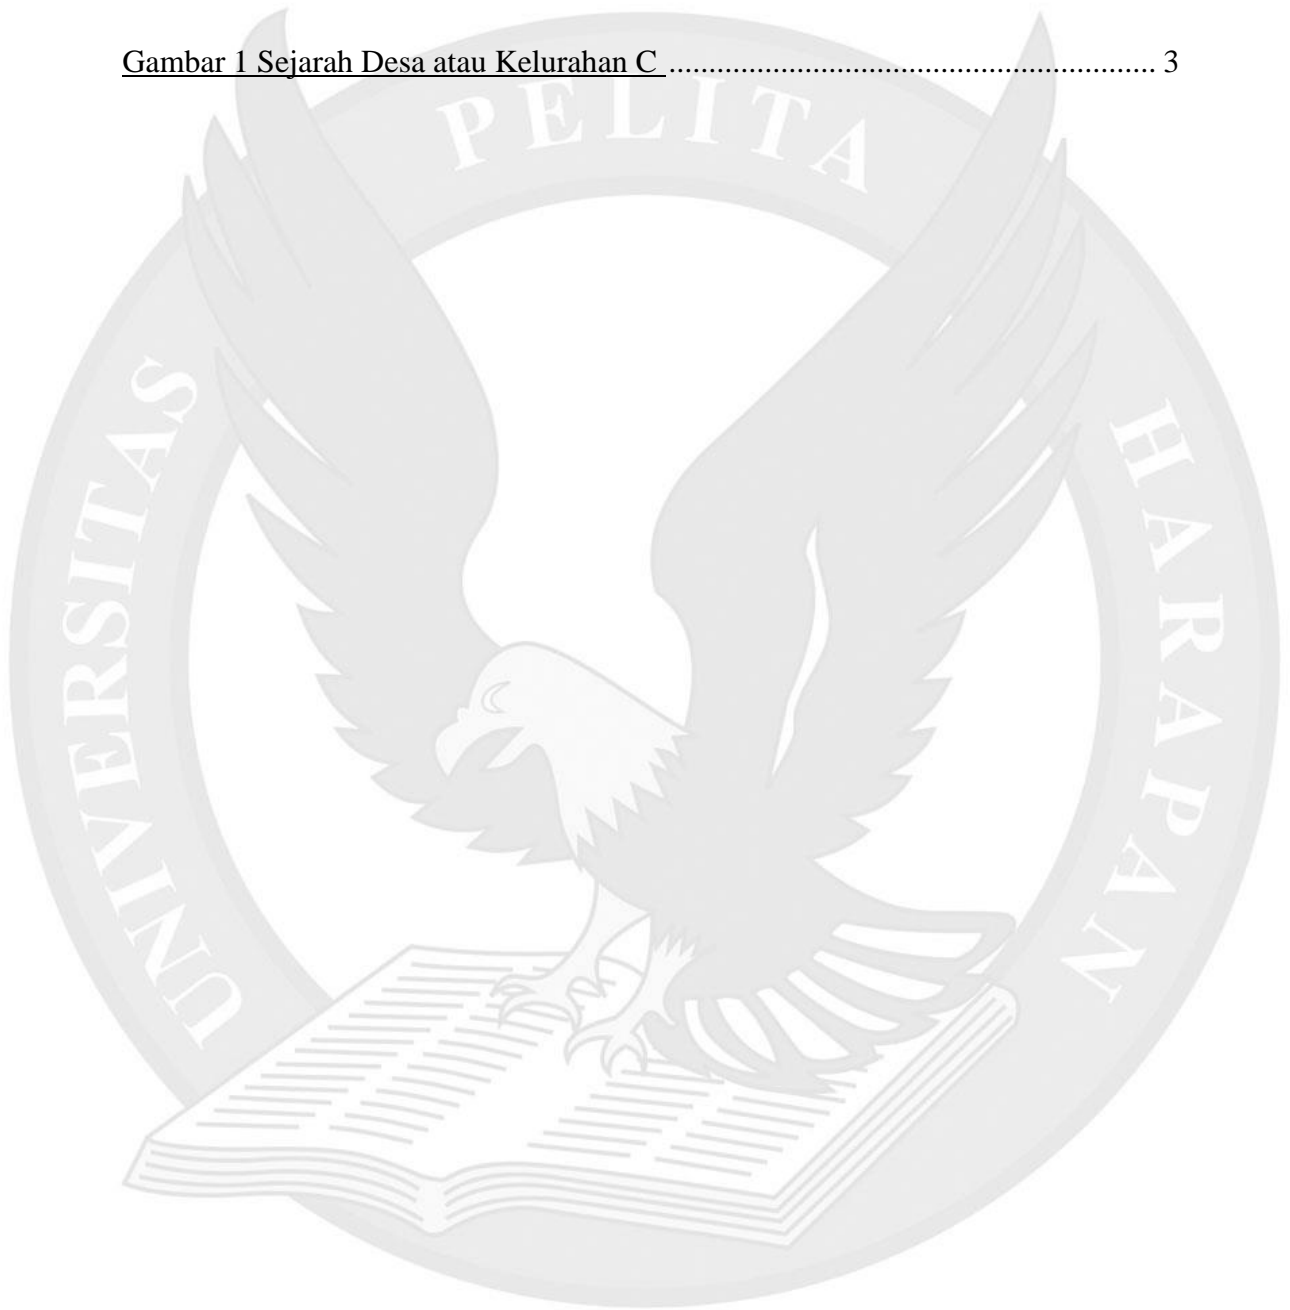 Gambar 1 Sejarah Desa atau Kelurahan C ............................................................ 3
PELITA
UNIVERSITAS
HARAPAN